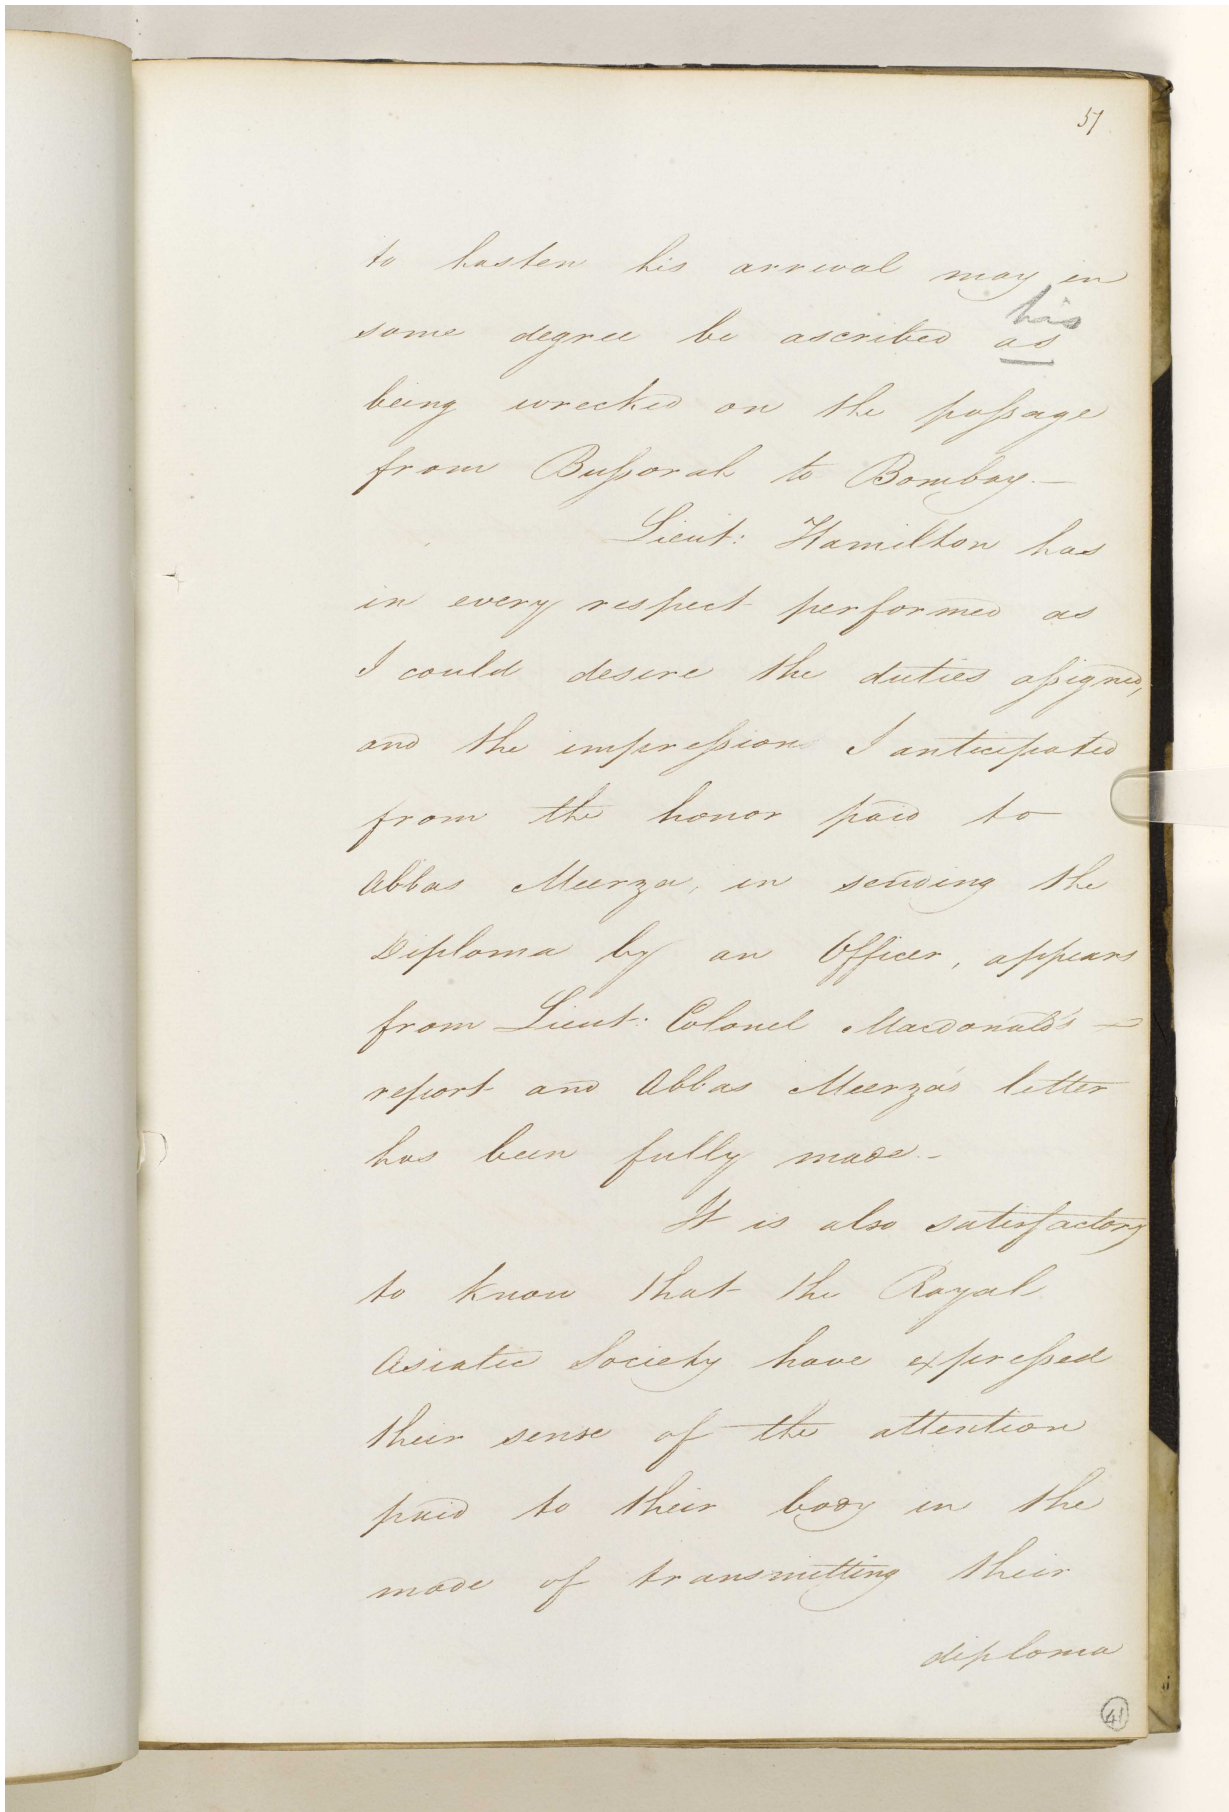 57
to hasten his arrival may in
his
some degree be ascribed as
being wrecked on the paſsage
from Buſsorah to Bombay.—
Lieut: Hamilton has
in every respect performed as
I could desire the duties aſsigned,
and the impreſsion I anticipated
from the honor paid to
Abbas Meerza, in sending the
Diploma by an Officer, appears
from Lieut: Colonel Macdonald's —
report and Abbas Meerza's letter
has been fully made.—
It is also satisfactory
to know that the Royal
Asiatic Society have expreſsed
their sense of the attention
paid to their body in the
mode of transmitting their
diploma
41